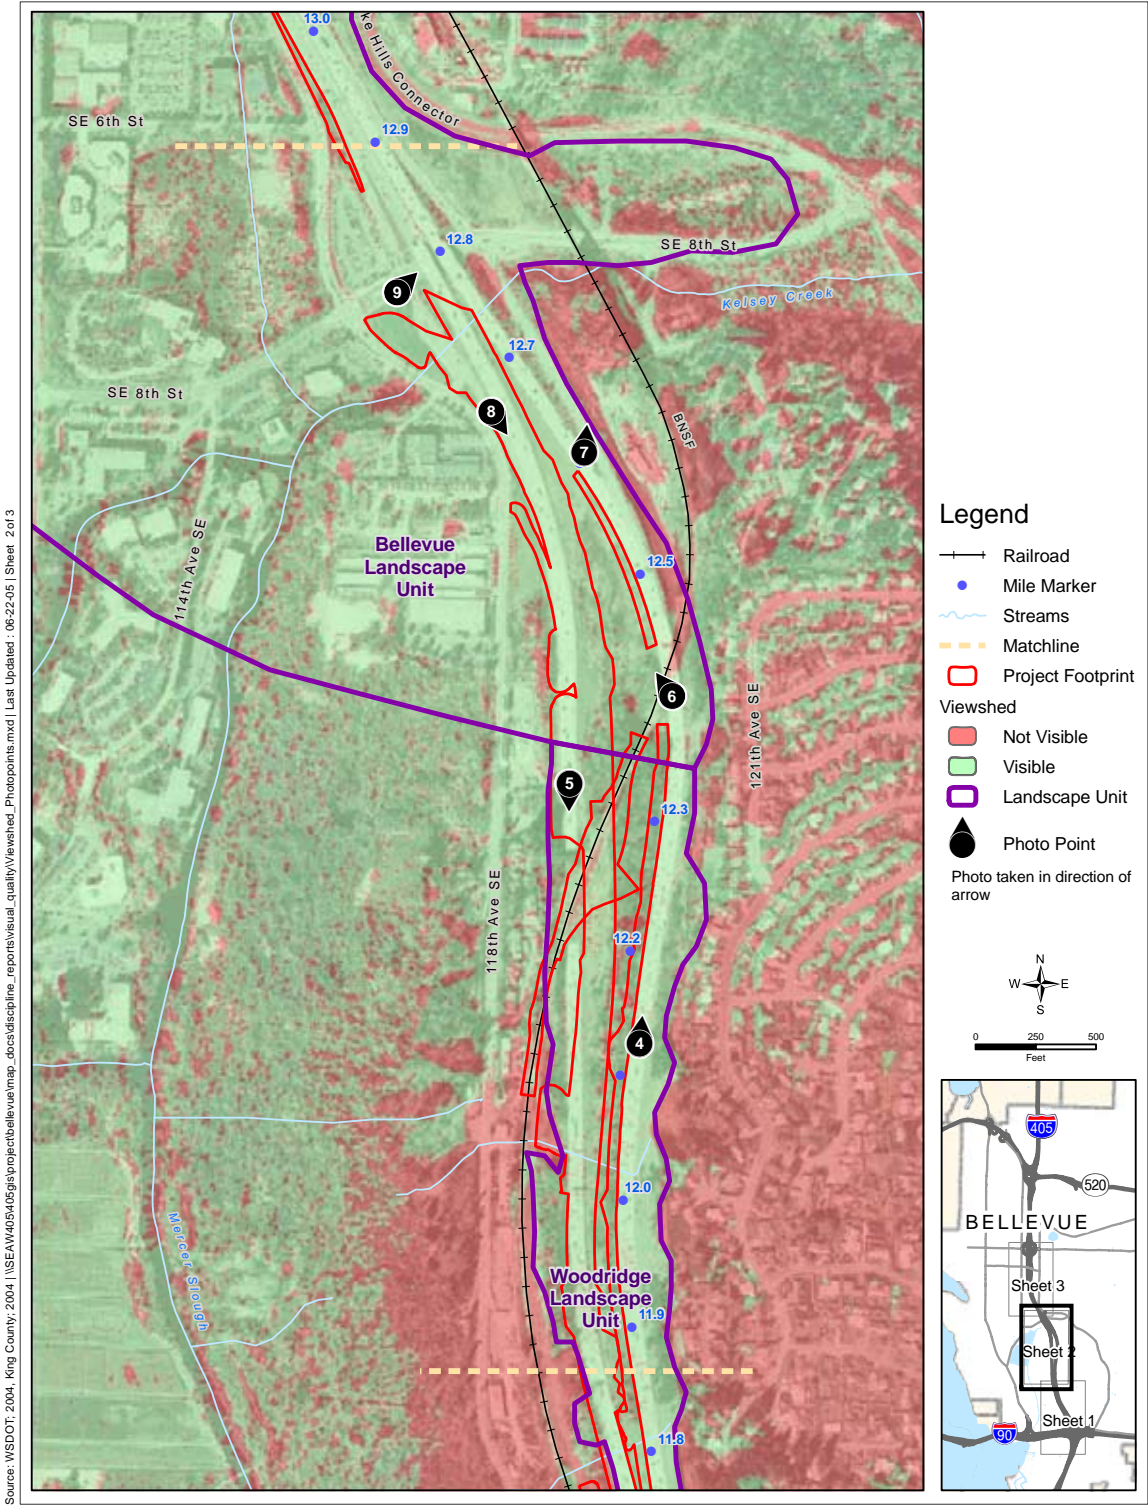 13.0
ke Hills Connector
SE 6th St
12.9
12.8
SE 8th St
Kelsey Creek
9
12.7
SE 8th St
8
7
BNSF
Bellevue
Landscape
Unit
12.5
114th Ave SE
6
121th Ave SE
5
12.3
118th Ave SE
12.2
4
12.0
Mercer Slough
Woodridge
Landscape
Unit
11.9
11.8
Legend
Railroad
Mile Marker
Streams
Matchline
Project Footprint
Viewshed
Not Visible
Visible
Landscape Unit
Photo Point
Photo taken in direction of
arrow
N
W E
S
0 250 500
Feet
405
520
BELLEVUE
Sheet 3
Sheet 2
Sheet 1
90
Source: WSDOT; 2004, King County; 2004 | \\SEAW405\405gis\project\bellevue\map_docs\discipline_reports\visual_quality\Viewshed_Photopoints.mxd | Last Updated : 06-22-05 | Sheet 2 of 3